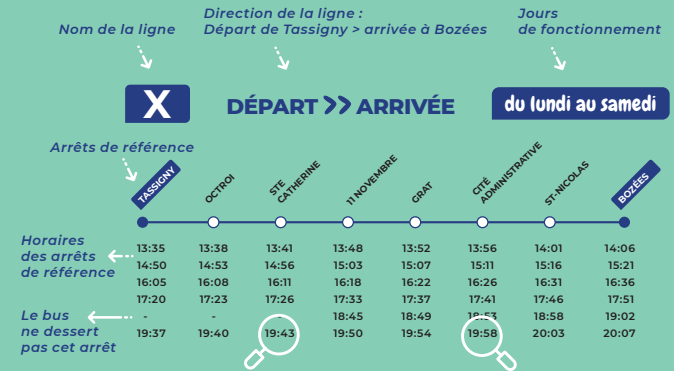 Nom de la ligne
Direction de la ligne :
Départ de Tassigny > arrivée à Bozées
Jours
de fonctionnement
X
DÉPART >> ARRIVÉE
du lundi au samedi
Arrêts de référence
TASSIGNY
OCTROI
STE
CATHERINE
11 NOVEMBRE
GRAT
CITÉ
ADMINISTRATIVE
ST-NICOLAS
BOZÉES
Horaires
des arrêts
de référence
13:35 13:38 13:41 13:48 13:52 13:56 14:01 14:06
14:50 14:53 14:56 15:03 15:07 15:11 15:16 15:21
16:05 16:08 16:11 16:18 16:22 16:26 16:31 16:36
17:20 17:23 17:26 17:33 17:37 17:41 17:46 17:51
Le bus
ne dessert
pas cet arrêt
- - - 18:45 18:49 18:53 18:58 19:02
19:37 19:40 19:43 19:50 19:54 19:58 20:03 20:07